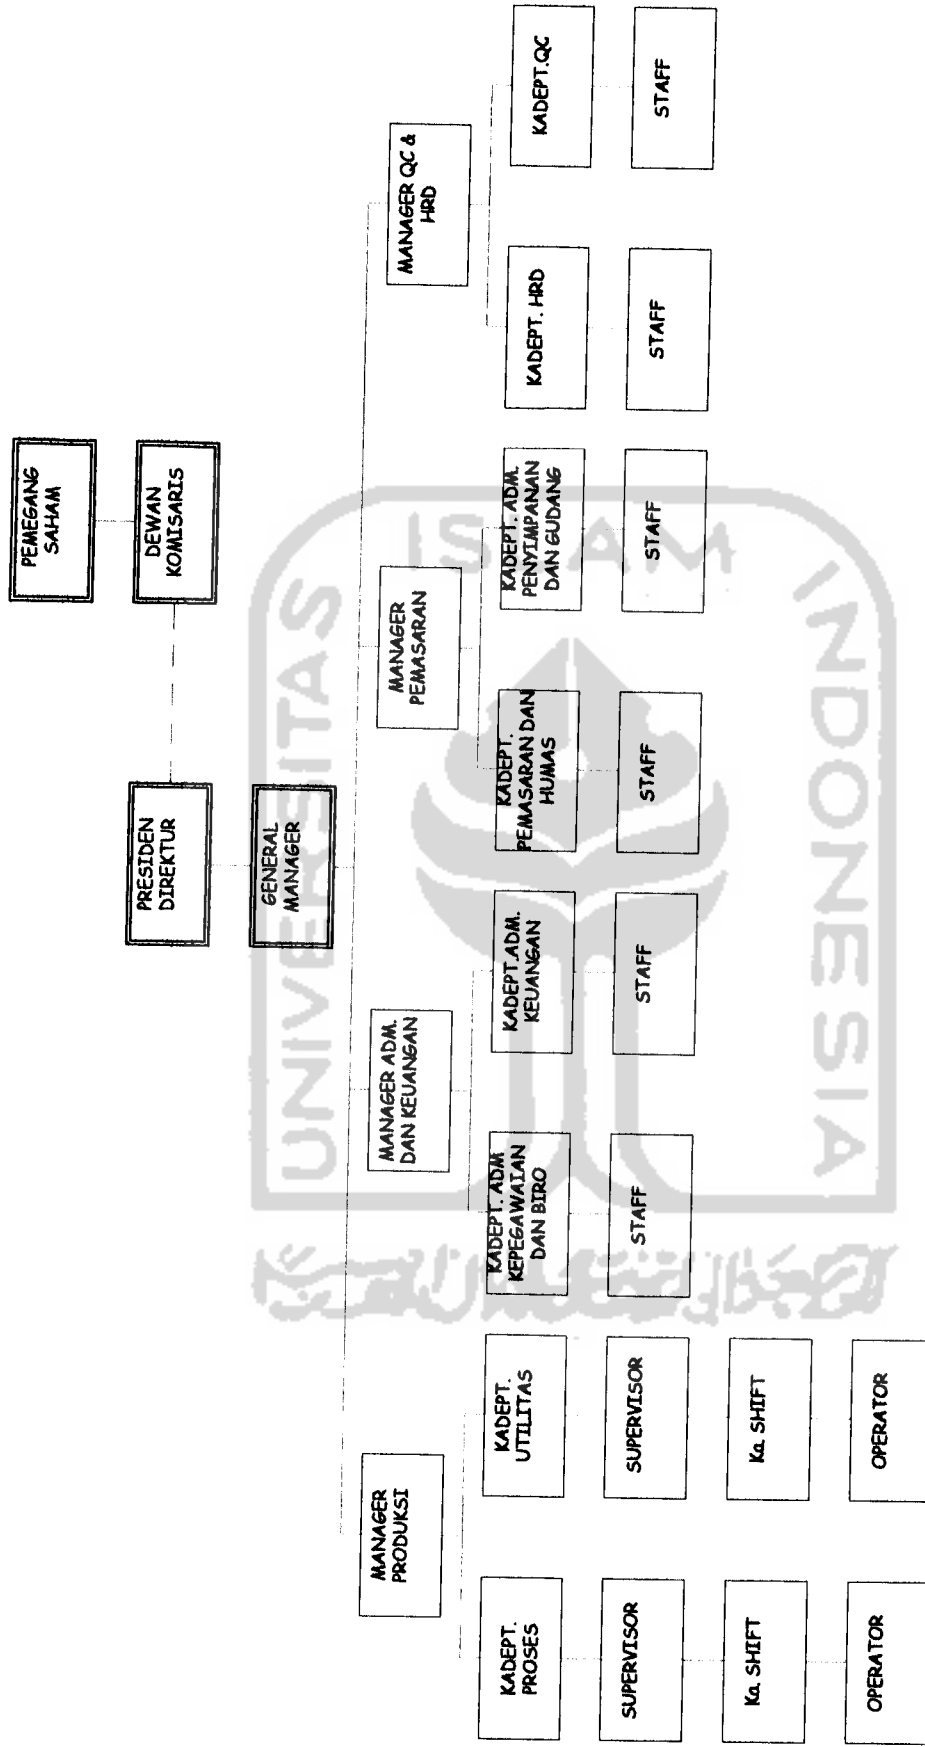 PEMEGANG
SAHAM
DEWAN
KOMISARIS
PRESIDEN
DIREKTUR
GENERAL
MANAGER
MANAGER
PRODUKSI
MANAGER ADM.
DAN KEUANGAN
MANAGER
PEMASARAN
MANAGER QC &
HRD
KADEPT.
PROSES
KADEPT.
UTILITAS
KADEPT. ADM
KEPEGAWAIAN
DAN BIRO
KADEPT.ADM.
KEUANGAN
KADEPT.
PEMASARAN DAN
HUMAS
KADEPT. ADM.
PENYIMPANAN
DAN GUDANG
KADEPT. HRD
KADEPT.QC
SUPERVISOR
SUPERVISOR
STAFF
STAFF
STAFF
STAFF
STAFF
STAFF
Ka. SHIFT
Ka. SHIFT
OPERATOR
OPERATOR
UNIVERSITAS
ISLAM
INDONESIA